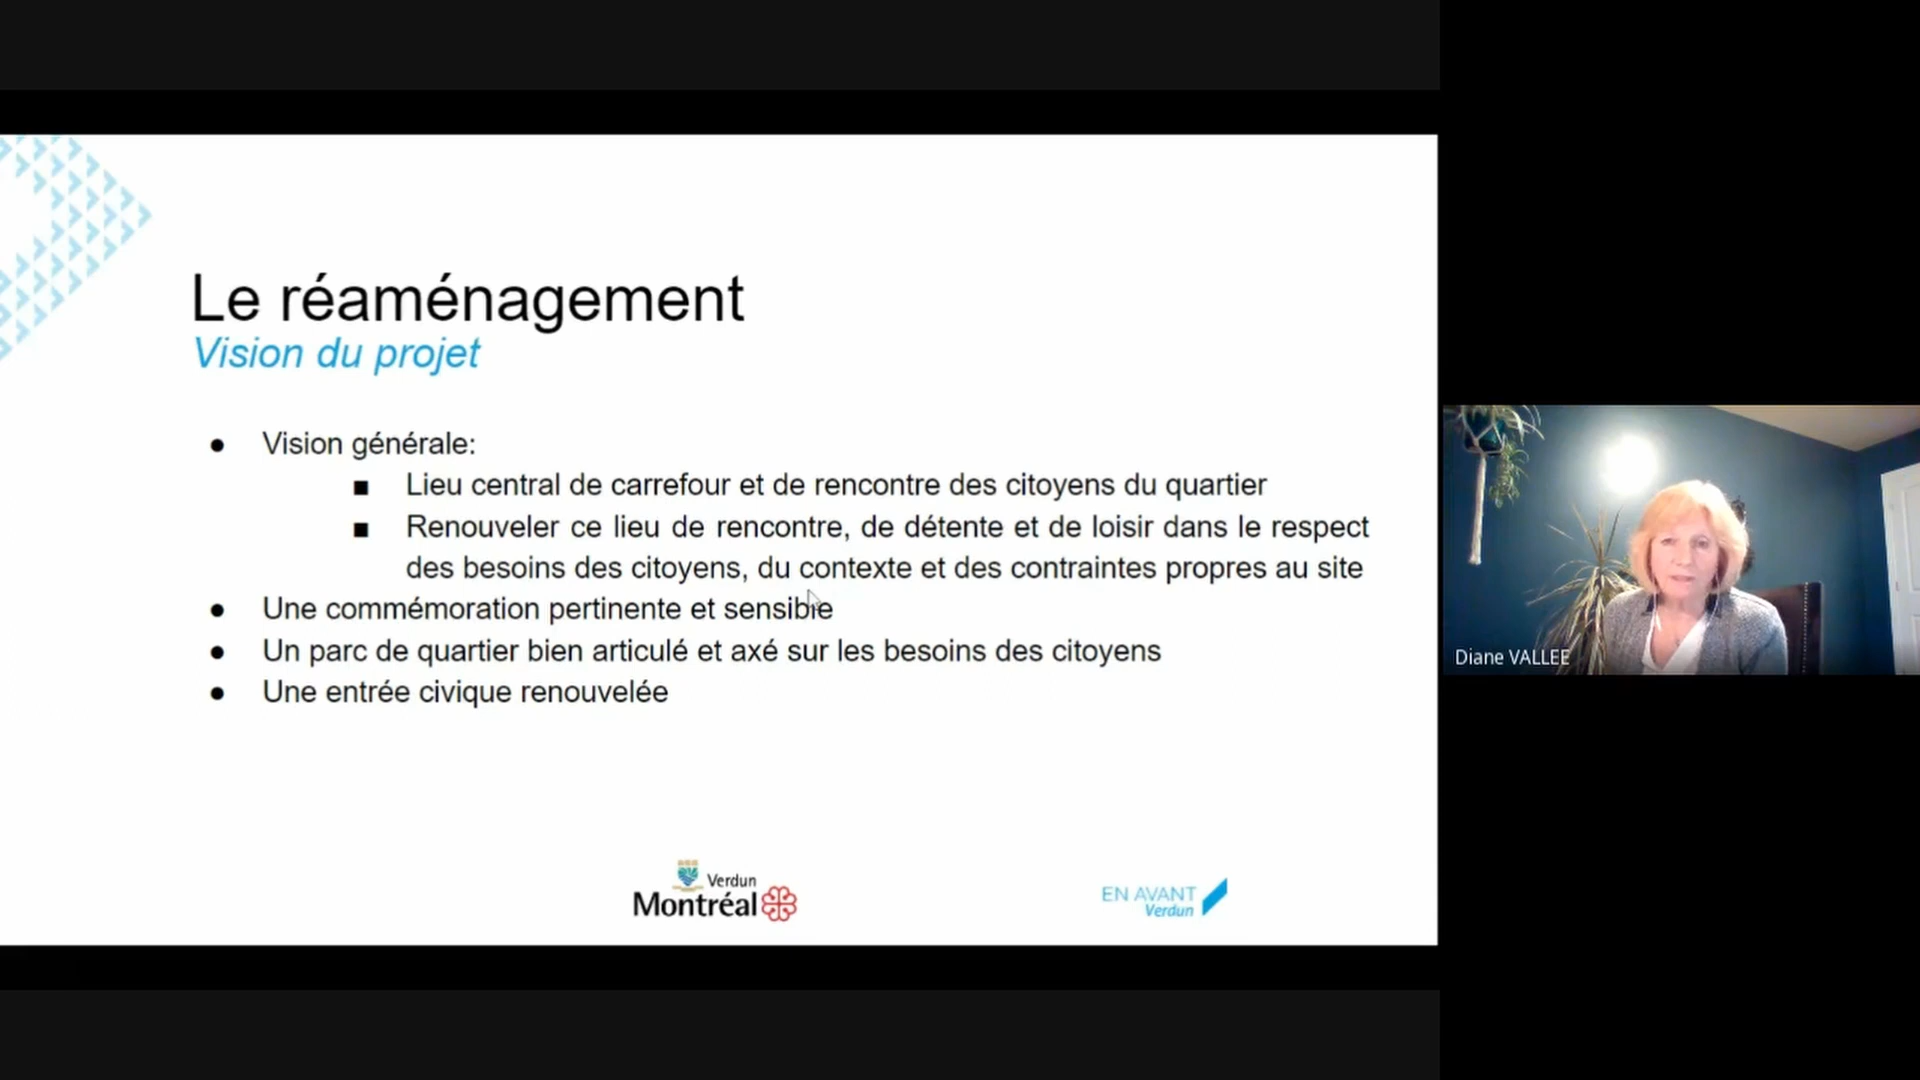 Le réaménagement
Vision du projet
● Vision générale:
■ Lieu central de carrefour et de rencontre des citoyens du quartier
■ Renouveler ce lieu de rencontre, de détente et de loisir dans le respect
des besoins des citoyens, du contexte et des contraintes propres au site
● Une commémoration pertinente et sensible
● Un parc de quartier bien articulé et axé sur les besoins des citoyens
● Une entrée civique renouvelée
Verdun
Montréal
EN AVANT
Verdun
Diane VALLEE